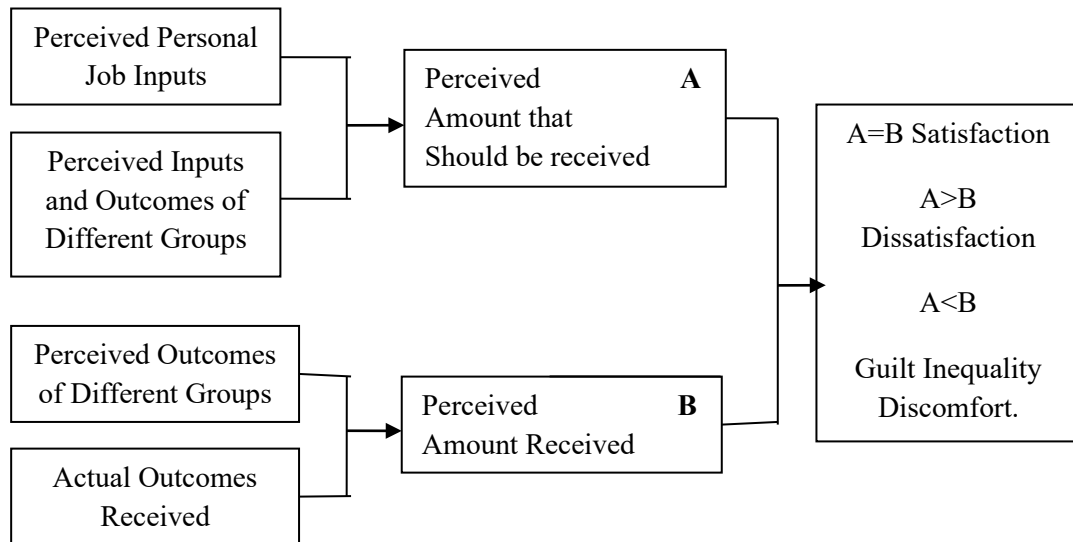 Perceived Personal
Job Inputs
Perceived Inputs
and Outcomes of
Different Groups
Perceived A
Amount that
Should be received
Perceived Outcomes
of Different Groups
Actual Outcomes
Received
Perceived B
Amount Received
A=B Satisfaction
A>B
Dissatisfaction
A<B
Guilt Inequality
Discomfort.